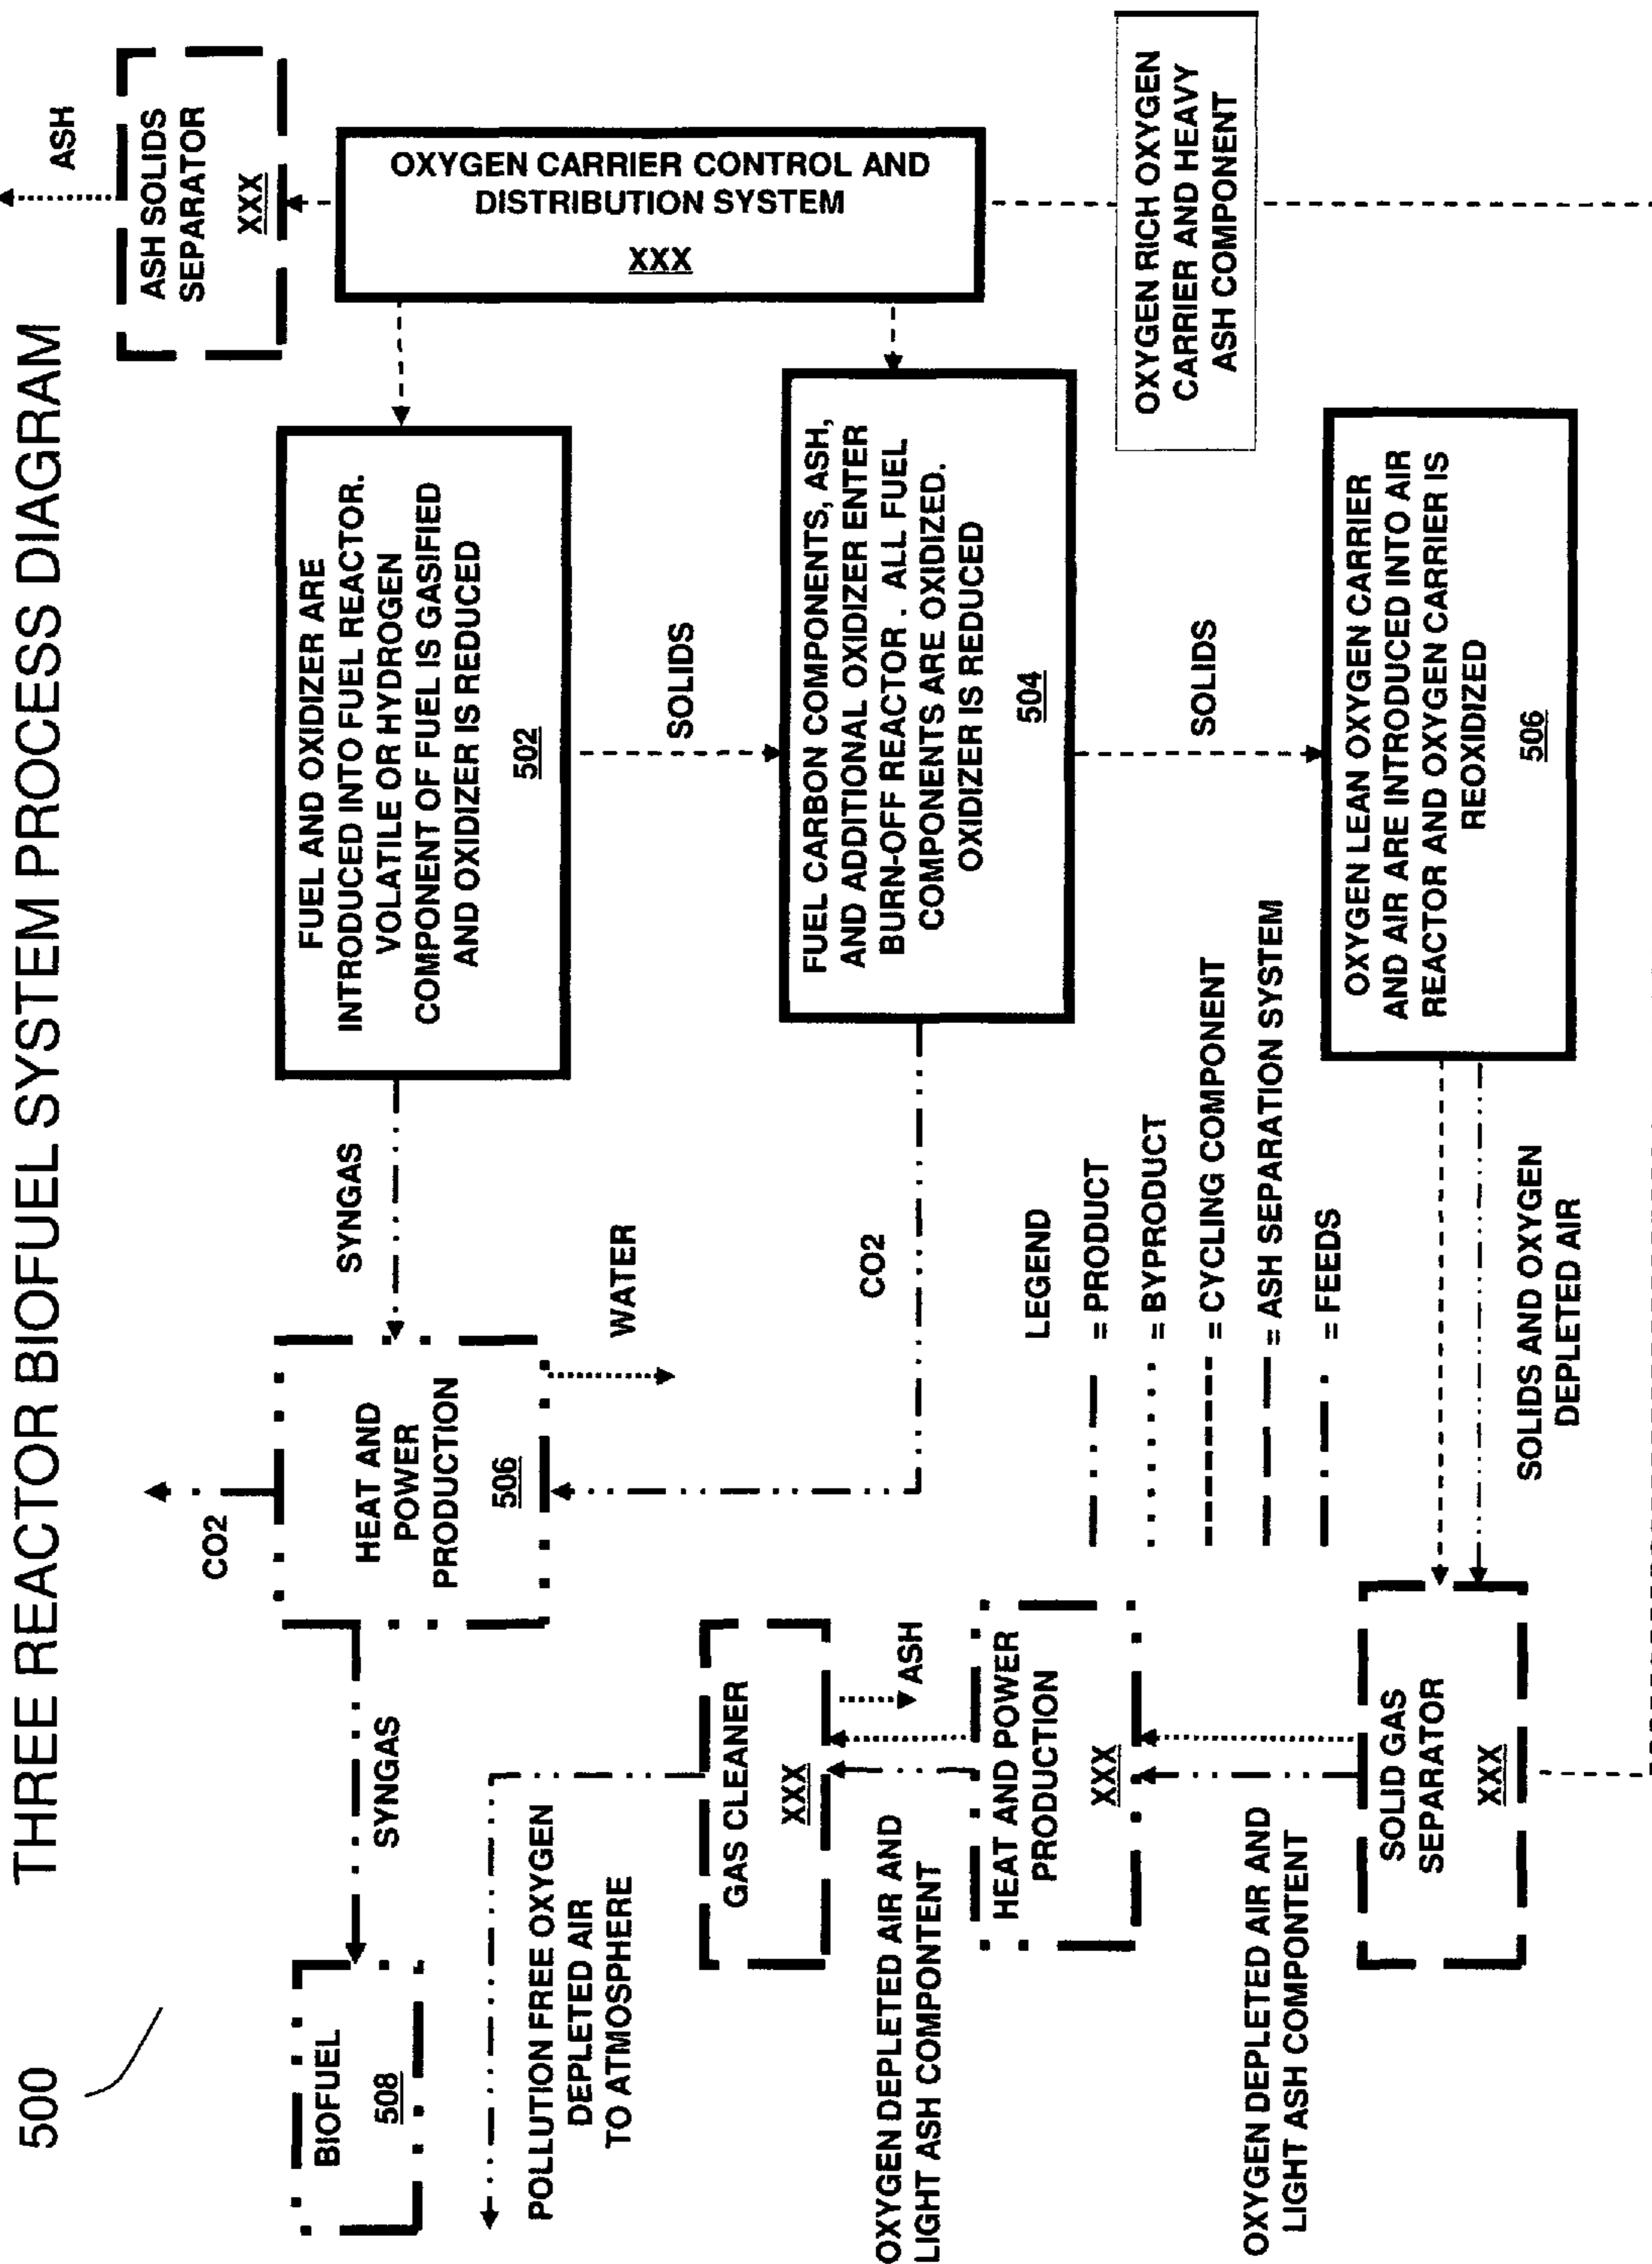 500
THREE REACTOR BIOFUEL SYSTEM PROCESS DIAGRAM
ASH
ASH SOLIDS
SEPARATOR
XXX
OXYGEN CARRIER CONTROL AND
DISTRIBUTION SYSTEM
XXX
OXYGEN RICH OXYGEN
CARRIER AND HEAVY
ASH COMPONENT
FUEL AND OXIDIZER ARE
INTRODUCED INTO FUEL REACTOR.
VOLATILE OR HYDROGEN
COMPONENT OF FUEL IS GASIFIED
AND OXIDIZER IS REDUCED
502
SOLIDS
FUEL CARBON COMPONENTS, ASH,
AND ADDITIONAL OXIDIZER ENTER
BURN-OFF REACTOR . ALL FUEL
COMPONENTS ARE OXIDIZED.
OXIDIZER IS REDUCED
504
SOLIDS
OXYGEN LEAN OXYGEN CARRIER
AND AIR ARE INTRODUCED INTO AIR
REACTOR AND OXYGEN CARRIER IS
REOXIDIZED
506
SYNGAS
CO2
HEAT AND
POWER
PRODUCTION
506
WATER
CO2
SYNGAS
BIOFUEL
508
LEGEND
= PRODUCT
= BYPRODUCT
= CYCLING COMPONENT
= ASH SEPARATION SYSTEM
= FEEDS
SOLIDS AND OXYGEN
DEPLETED AIR
POLLUTION FREE OXYGEN
DEPLETED AIR
TO ATMOSPHERE
GAS CLEANER
XXX
ASH
OXYGEN DEPLETED AIR AND
LIGHT ASH COMPONTENT
HEAT AND POWER
PRODUCTION
XXX
OXYGEN DEPLETED AIR AND
LIGHT ASH COMPONTENT
SOLID GAS
SEPARATOR
XXX